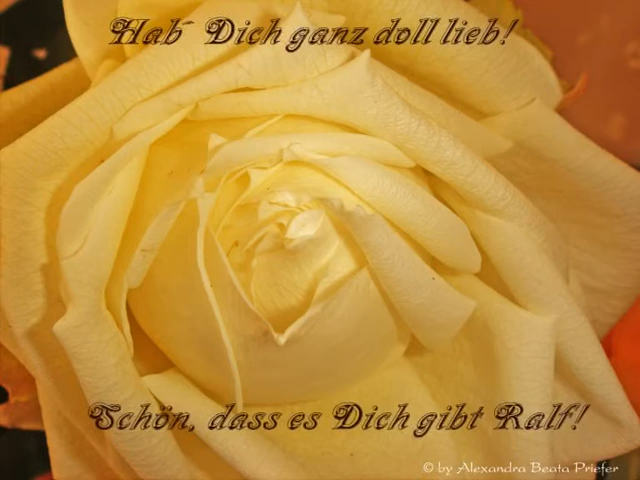 Hab´ Dich ganz doll lieb!
Schön, dass es Dich gibt Ralf!
© by Alexandra Beata Priefer